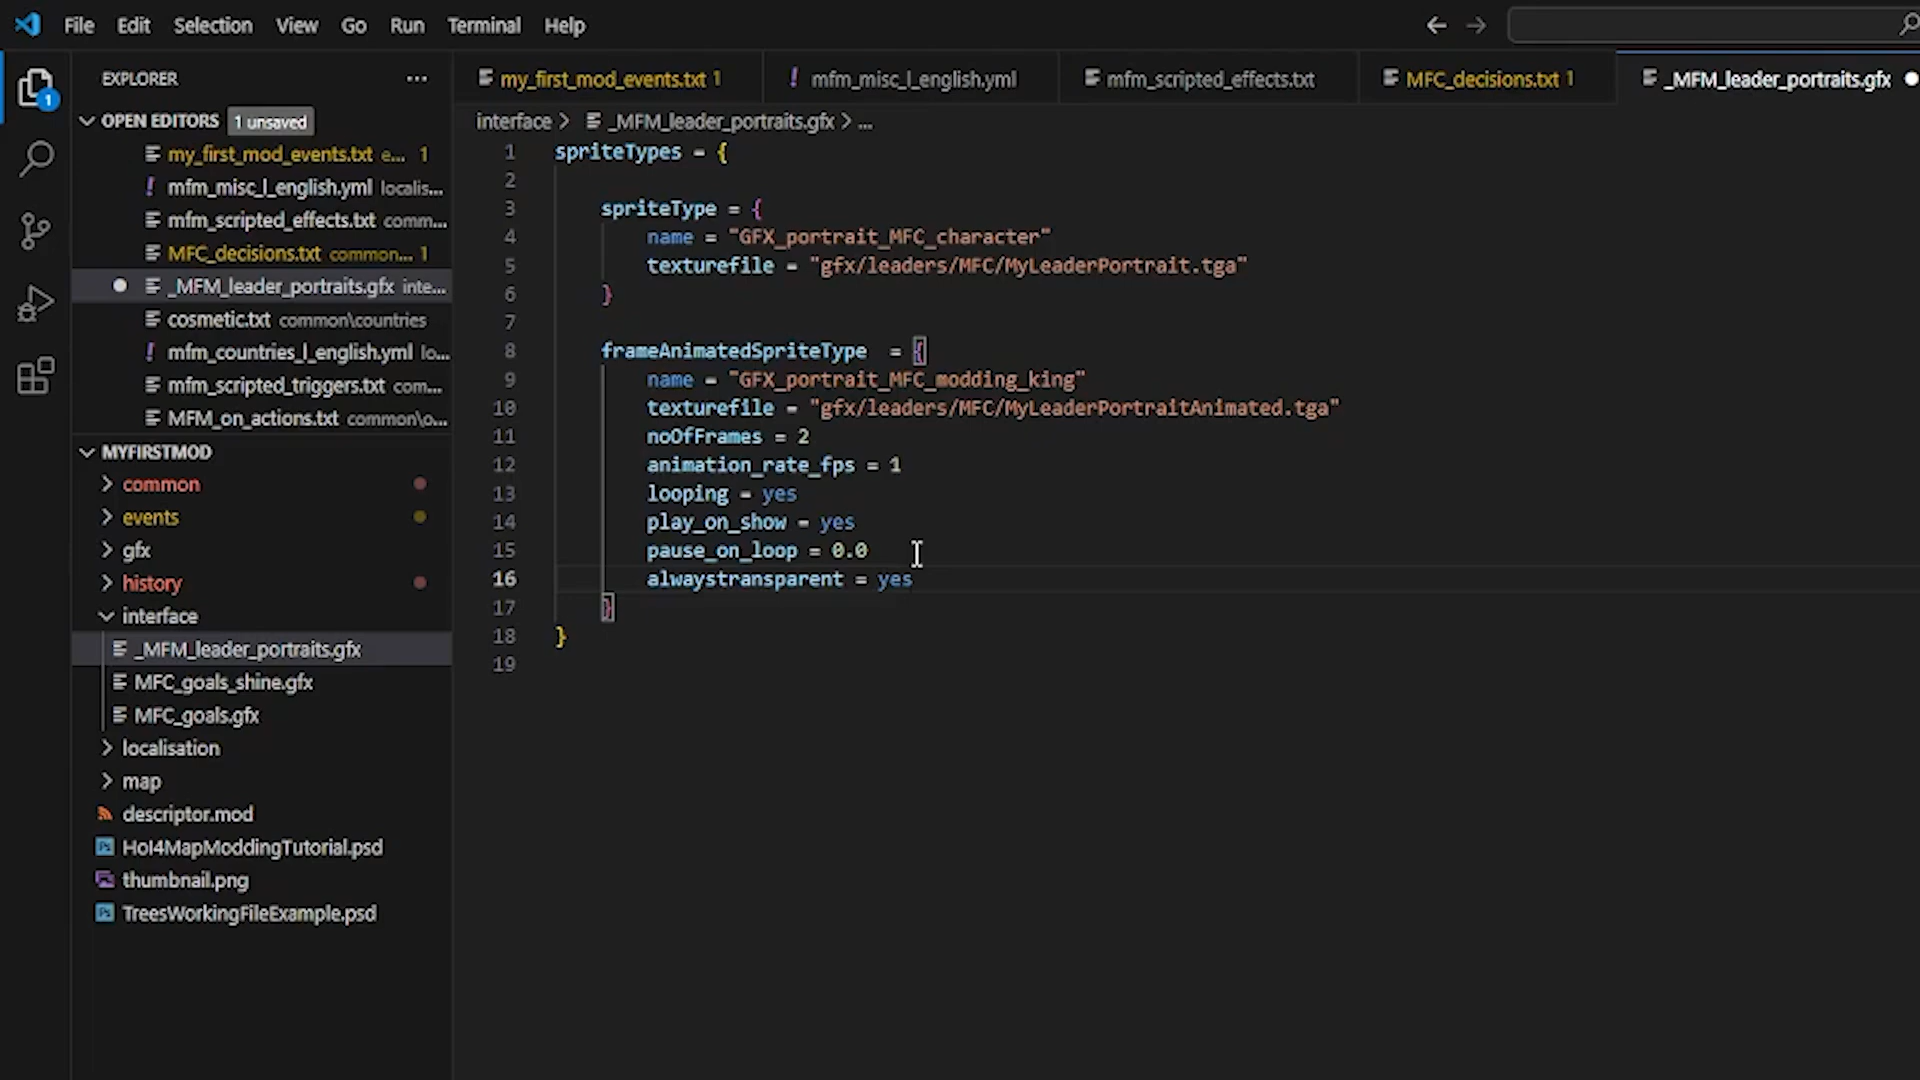 File Edit Selection View Go Run Terminal Help
EXPLORER ...
my_first_mod_events.txt 1 ! mfm_misc_l_english.yml mfm_scripted_effects.txt MFC_decisions.txt 1 _MFM_leader_portraits.gfx
1
OPEN EDITORS 1 unsaved
my_first_mod_events.txt e... 1
! mfm_misc_l_english.yml localis...
mfm_scripted_effects.txt comm...
MFC_decisions.txt common... 1
_MFM_leader_portraits.gfx inte...
cosmetic.txt common\countries
! mfm_countries_l_english.yml lo...
mfm_scripted_triggers.txt com...
MFM_on_actions.txt common\o...
MYFIRSTMOD
common
events
gfx
history
interface
_MFM_leader_portraits.gfx
MFC_goals_shine.gfx
MFC_goals.gfx
localisation
map
descriptor.mod
Ps HoI4MapModdingTutorial.psd
thumbnail.png
Ps TreesWorkingFileExample.psd
interface > _MFM_leader_portraits.gfx > ...
1 spriteTypes = {
2
3 spriteType = {
4 name = "GFX_portrait_MFC_character"
5 texturefile = "gfx/leaders/MFC/MyLeaderPortrait.tga"
6 }
7
8 frameAnimatedSpriteType = {
9 name = "GFX_portrait_MFC_modding_king"
10 texturefile = "gfx/leaders/MFC/MyLeaderPortraitAnimated.tga"
11 noOfFrames = 2
12 animation_rate_fps = 1
13 looping = yes
14 play_on_show = yes
15 pause_on_loop = 0.0
16 alwaystransparent = yes
17 }
18 }
19